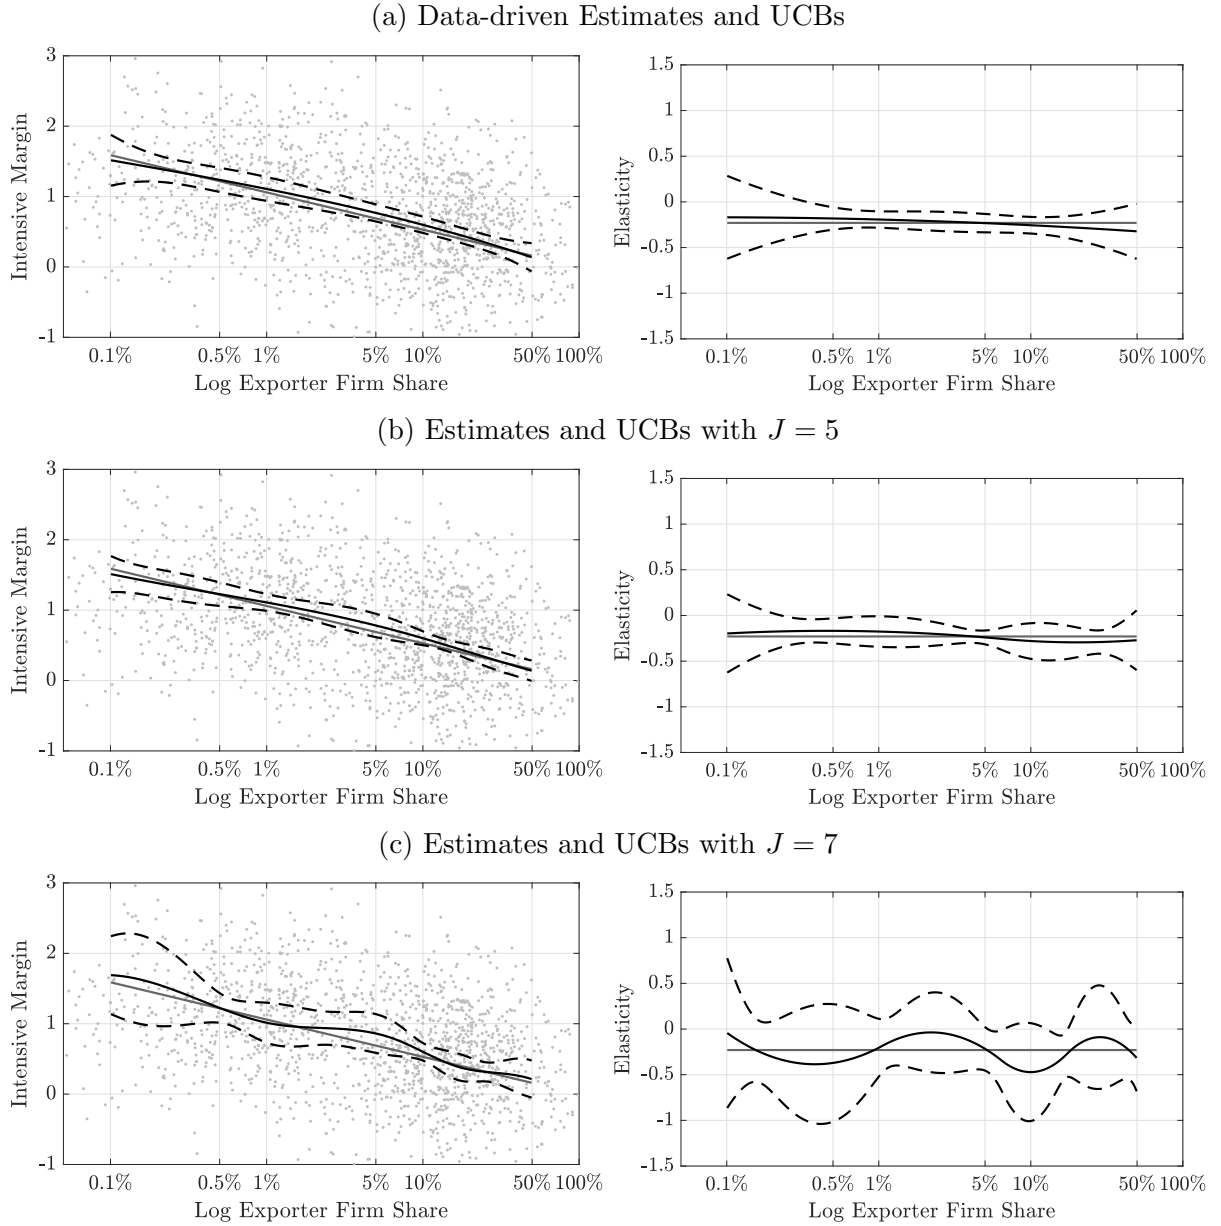 (a) Data-driven Estimates and UCBs
3
2
1
0
-1
Intensive Margin
0.1% 0.5% 1% 5% 10% 50% 100%
Log Exporter Firm Share
1.5
1
0.5
0
-0.5
-1
-1.5
Elasticity
0.1% 0.5% 1% 5% 10% 50% 100%
Log Exporter Firm Share
(b) Estimates and UCBs with J = 5
3
2
1
0
-1
Intensive Margin
0.1% 0.5% 1% 5% 10% 50% 100%
Log Exporter Firm Share
1.5
1
0.5
0
-0.5
-1
-1.5
Elasticity
0.1% 0.5% 1% 5% 10% 50% 100%
Log Exporter Firm Share
(c) Estimates and UCBs with J = 7
3
2
1
0
-1
Intensive Margin
0.1% 0.5% 1% 5% 10% 50% 100%
Log Exporter Firm Share
1.5
1
0.5
0
-0.5
-1
-1.5
Elasticity
0.1% 0.5% 1% 5% 10% 50% 100%
Log Exporter Firm Share